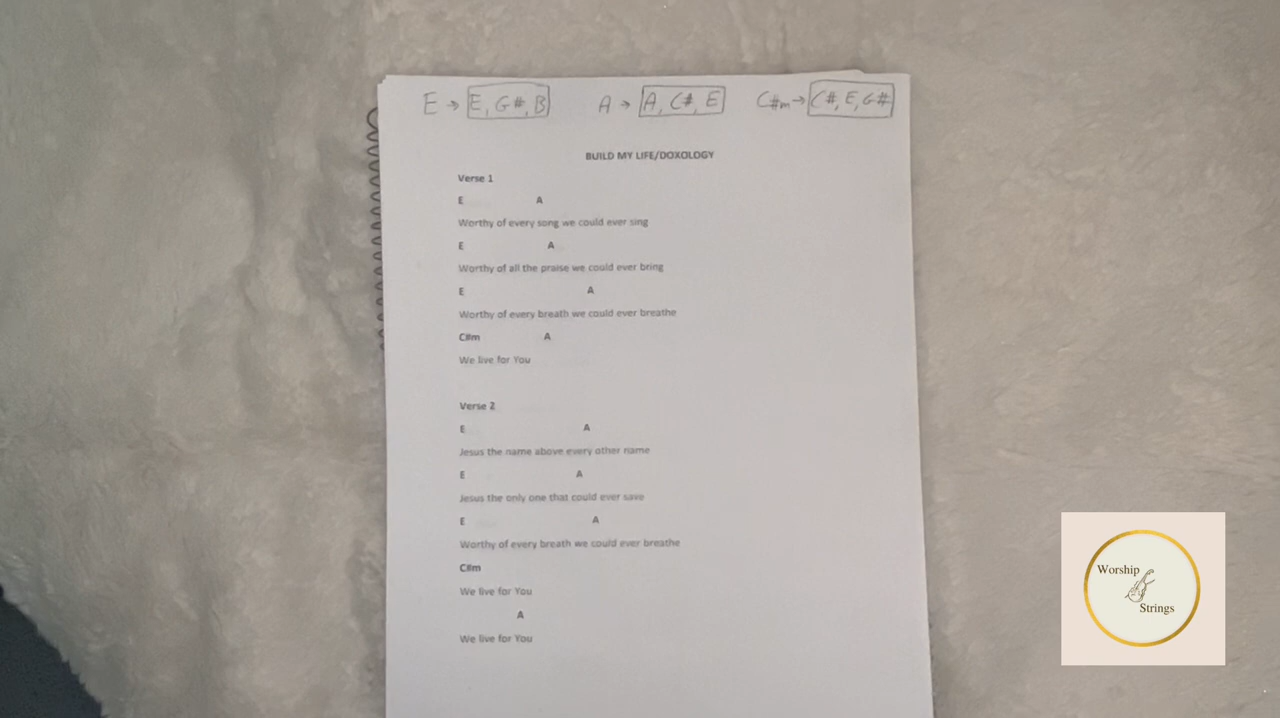 E → E, G#, B A → A, C#, E C#m → C#, E, G#
BUILD MY LIFE/DOXOLOGY
Verse 1
E A
Worthy of every song we could ever sing
E A
Worthy of all the praise we could ever bring
E A
Worthy of every breath we could ever breathe
C#m A
We live for You
Verse 2
E A
Jesus the name above every other name
E A
Jesus the only one that could ever save
E A
Worthy of every breath we could ever breathe
C#m
We live for You
A
We live for You
Worship
Strings